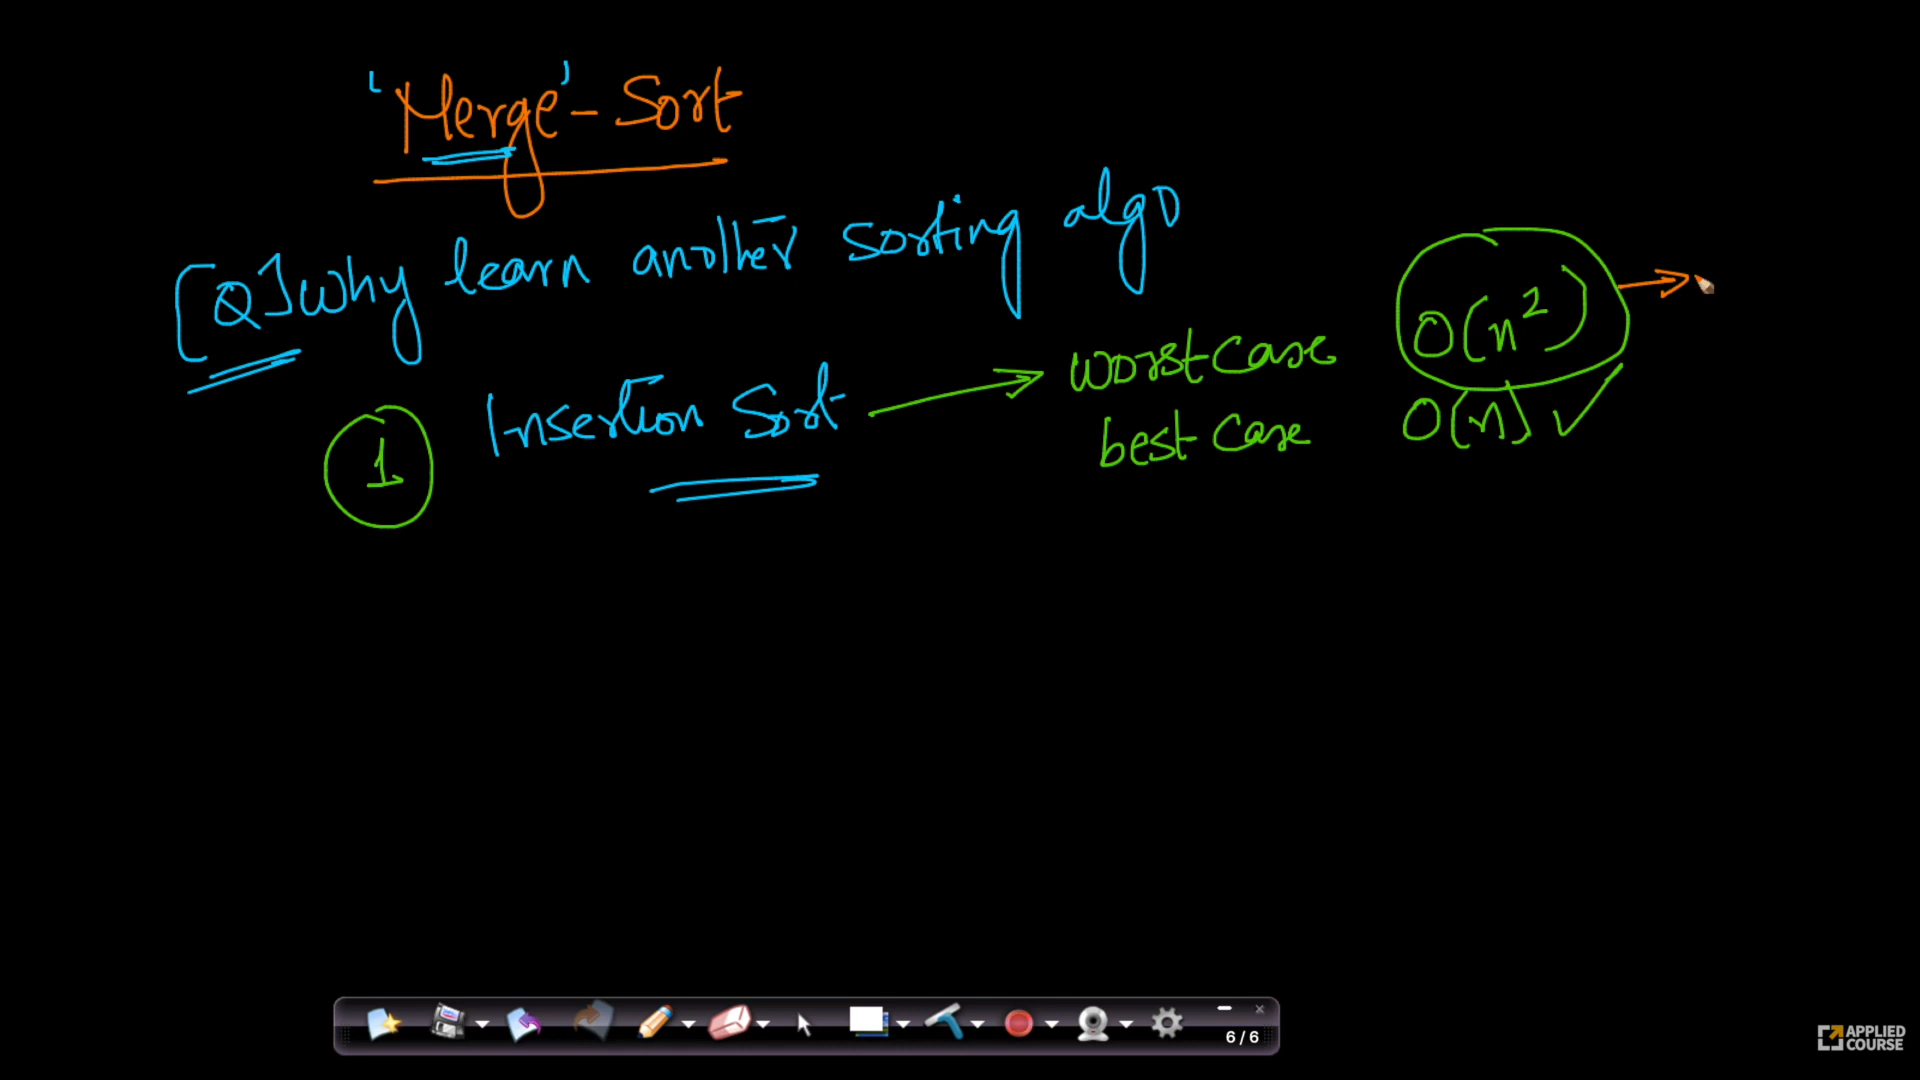 'Merge' - Sort
[Q] Why learn another sorting algo
1 Insertion Sort → worst case O(n²) →
best case O(n) ✓
6 / 6
APPLIED
COURSE